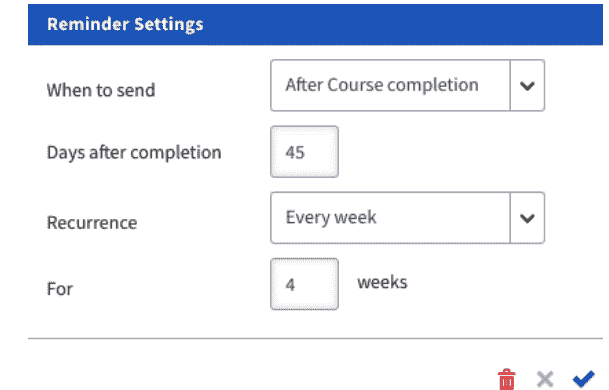 Reminder Settings
When to send After Course completion
Days after completion 45
Recurrence Every week
For 4 weeks